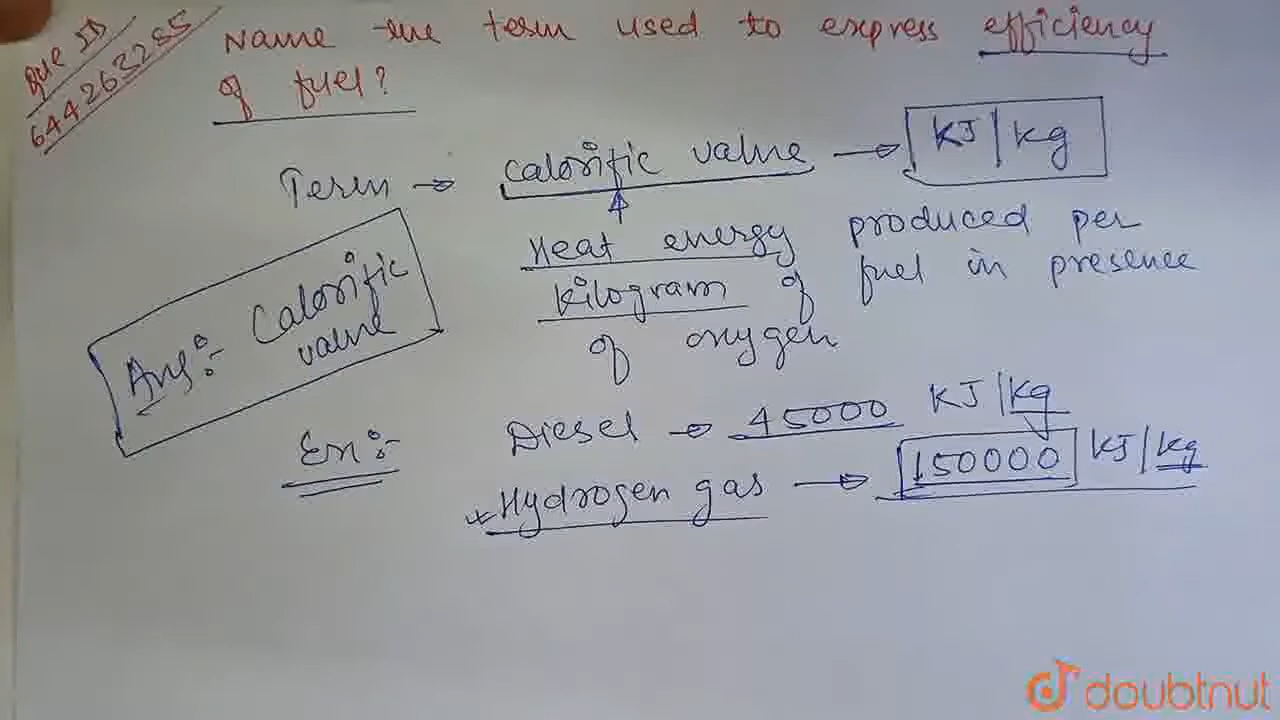 Que ID
644263255
Name the term used to express efficiency
of fuel?
Term → Calorific value → KJ/kg
Heat energy produced per
kilogram of fuel in presence
of oxygen
Ans:- Calorific
value
Ex:- Diesel → 45000 KJ/kg
*Hydrogen gas → 150000 KJ/kg
doubtnut